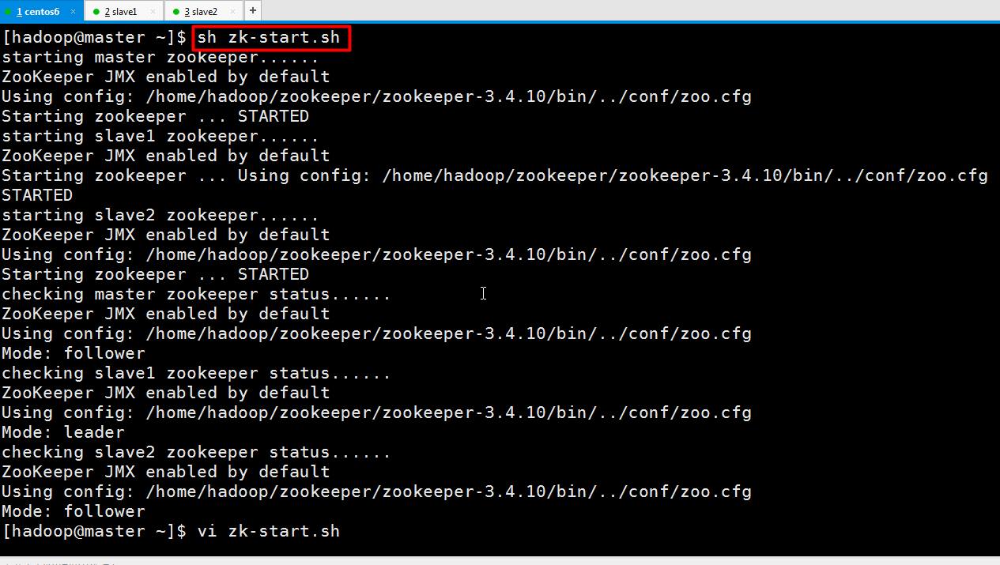 1 centos6 × 2 slave1 × 3 slave2 × +
[hadoop@master ~]$ sh zk-start.sh
starting master zookeeper......
ZooKeeper JMX enabled by default
Using config: /home/hadoop/zookeeper/zookeeper-3.4.10/bin/../conf/zoo.cfg
Starting zookeeper ... STARTED
starting slave1 zookeeper......
ZooKeeper JMX enabled by default
Starting zookeeper ... Using config: /home/hadoop/zookeeper/zookeeper-3.4.10/bin/../conf/zoo.cfg
STARTED
starting slave2 zookeeper......
ZooKeeper JMX enabled by default
Using config: /home/hadoop/zookeeper/zookeeper-3.4.10/bin/../conf/zoo.cfg
Starting zookeeper ... STARTED
checking master zookeeper status......
ZooKeeper JMX enabled by default
Using config: /home/hadoop/zookeeper/zookeeper-3.4.10/bin/../conf/zoo.cfg
Mode: follower
checking slave1 zookeeper status......
ZooKeeper JMX enabled by default
Using config: /home/hadoop/zookeeper/zookeeper-3.4.10/bin/../conf/zoo.cfg
Mode: leader
checking slave2 zookeeper status......
ZooKeeper JMX enabled by default
Using config: /home/hadoop/zookeeper/zookeeper-3.4.10/bin/../conf/zoo.cfg
Mode: follower
[hadoop@master ~]$ vi zk-start.sh